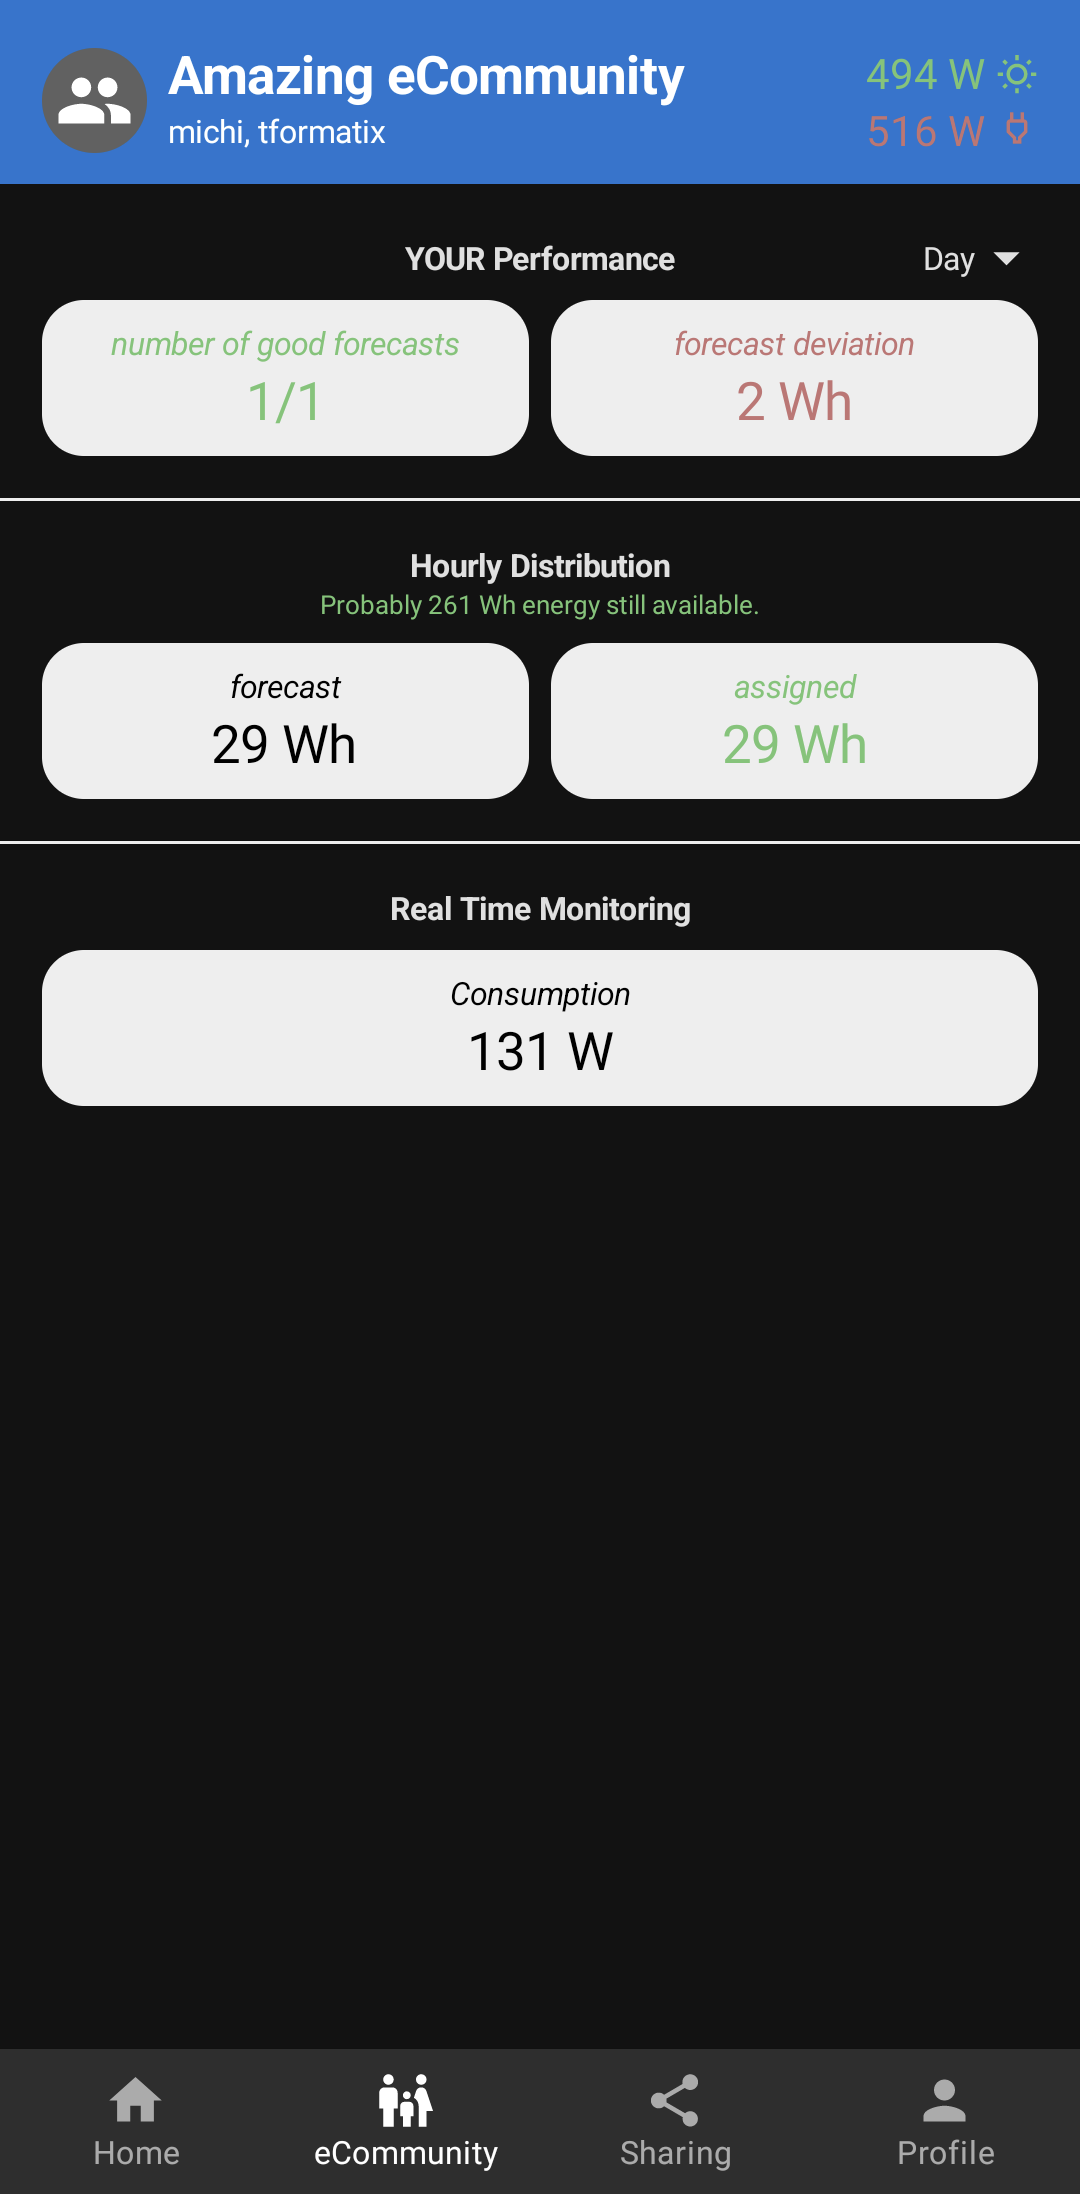 Amazing eCommunity
michi, tformatix
494 W
516 W
YOUR Performance
Day
number of good forecasts
1/1
forecast deviation
2 Wh
Hourly Distribution
Probably 261 Wh energy still available.
forecast
29 Wh
assigned
29 Wh
Real Time Monitoring
Consumption
131 W
Home
eCommunity
Sharing
Profile